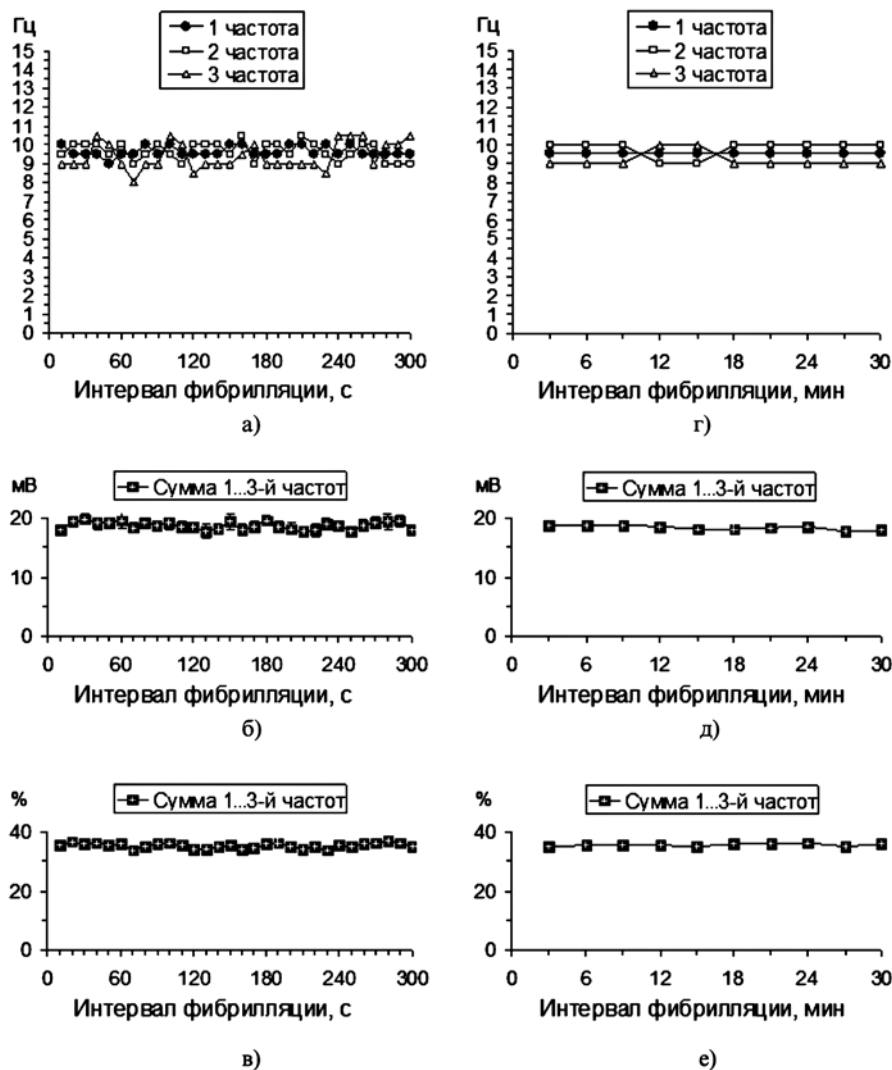 Гц
1 частота
2 частота
3 частота
15
14
13
12
11
10
9
8
7
6
5
4
3
2
1
0
0 60 120 180 240 300
Интервал фибрилляции, с
а)
Гц
1 частота
2 частота
3 частота
15
14
13
12
11
10
9
8
7
6
5
4
3
2
1
0
0 6 12 18 24 30
Интервал фибрилляции, мин
г)
мВ
Сумма 1...3-й частот
20
10
0
0 60 120 180 240 300
Интервал фибрилляции, с
б)
мВ
Сумма 1...3-й частот
20
10
0
0 6 12 18 24 30
Интервал фибрилляции, мин
д)
%
Сумма 1...3-й частот
40
20
0
0 60 120 180 240 300
Интервал фибрилляции, с
в)
%
Сумма 1...3-й частот
40
20
0
0 6 12 18 24 30
Интервал фибрилляции, мин
е)